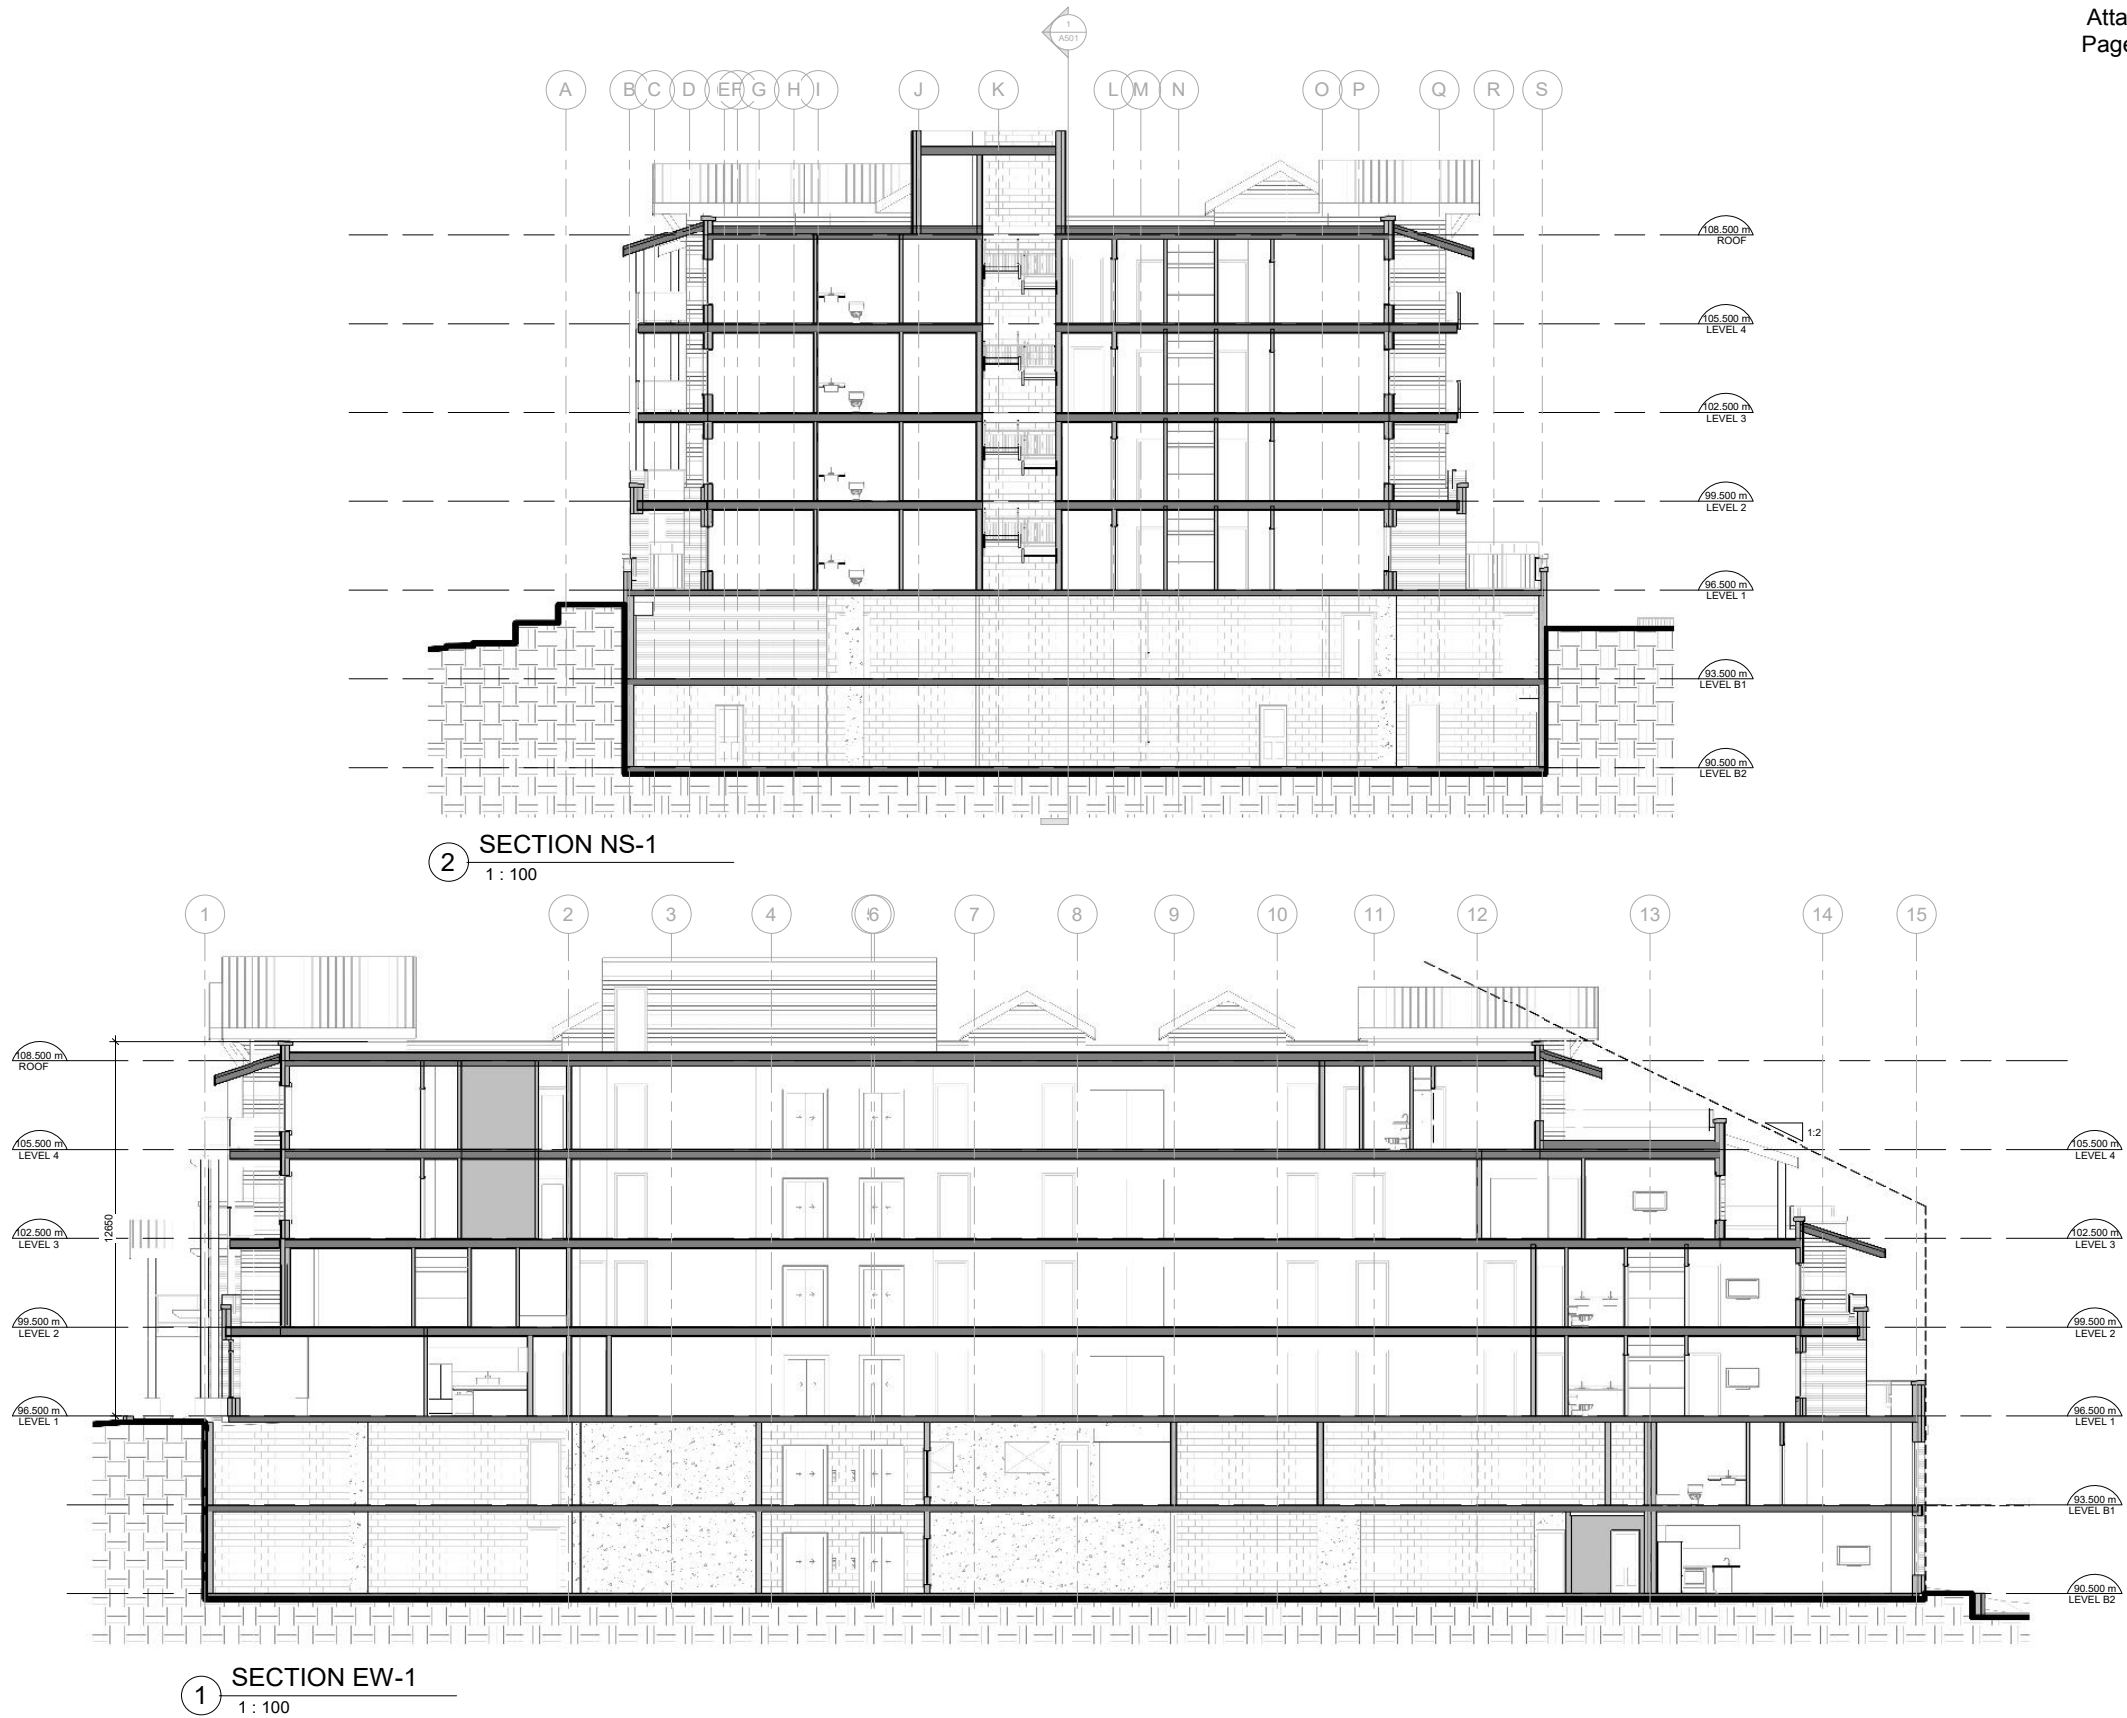 Atta
Page
1
A501
A B C D E F G H I J K L M N O P Q R S
108.500 m
ROOF
105.500 m
LEVEL 4
102.500 m
LEVEL 3
99.500 m
LEVEL 2
96.500 m
LEVEL 1
93.500 m
LEVEL B1
90.500 m
LEVEL B2
2 SECTION NS-1
1 : 100
1 2 3 4 6 7 8 9 10 11 12 13 14 15
108.500 m
ROOF
105.500 m
LEVEL 4
102.500 m
LEVEL 3
99.500 m
LEVEL 2
96.500 m
LEVEL 1
12650
1:2
105.500 m
LEVEL 4
102.500 m
LEVEL 3
99.500 m
LEVEL 2
96.500 m
LEVEL 1
93.500 m
LEVEL B1
90.500 m
LEVEL B2
1 SECTION EW-1
1 : 100